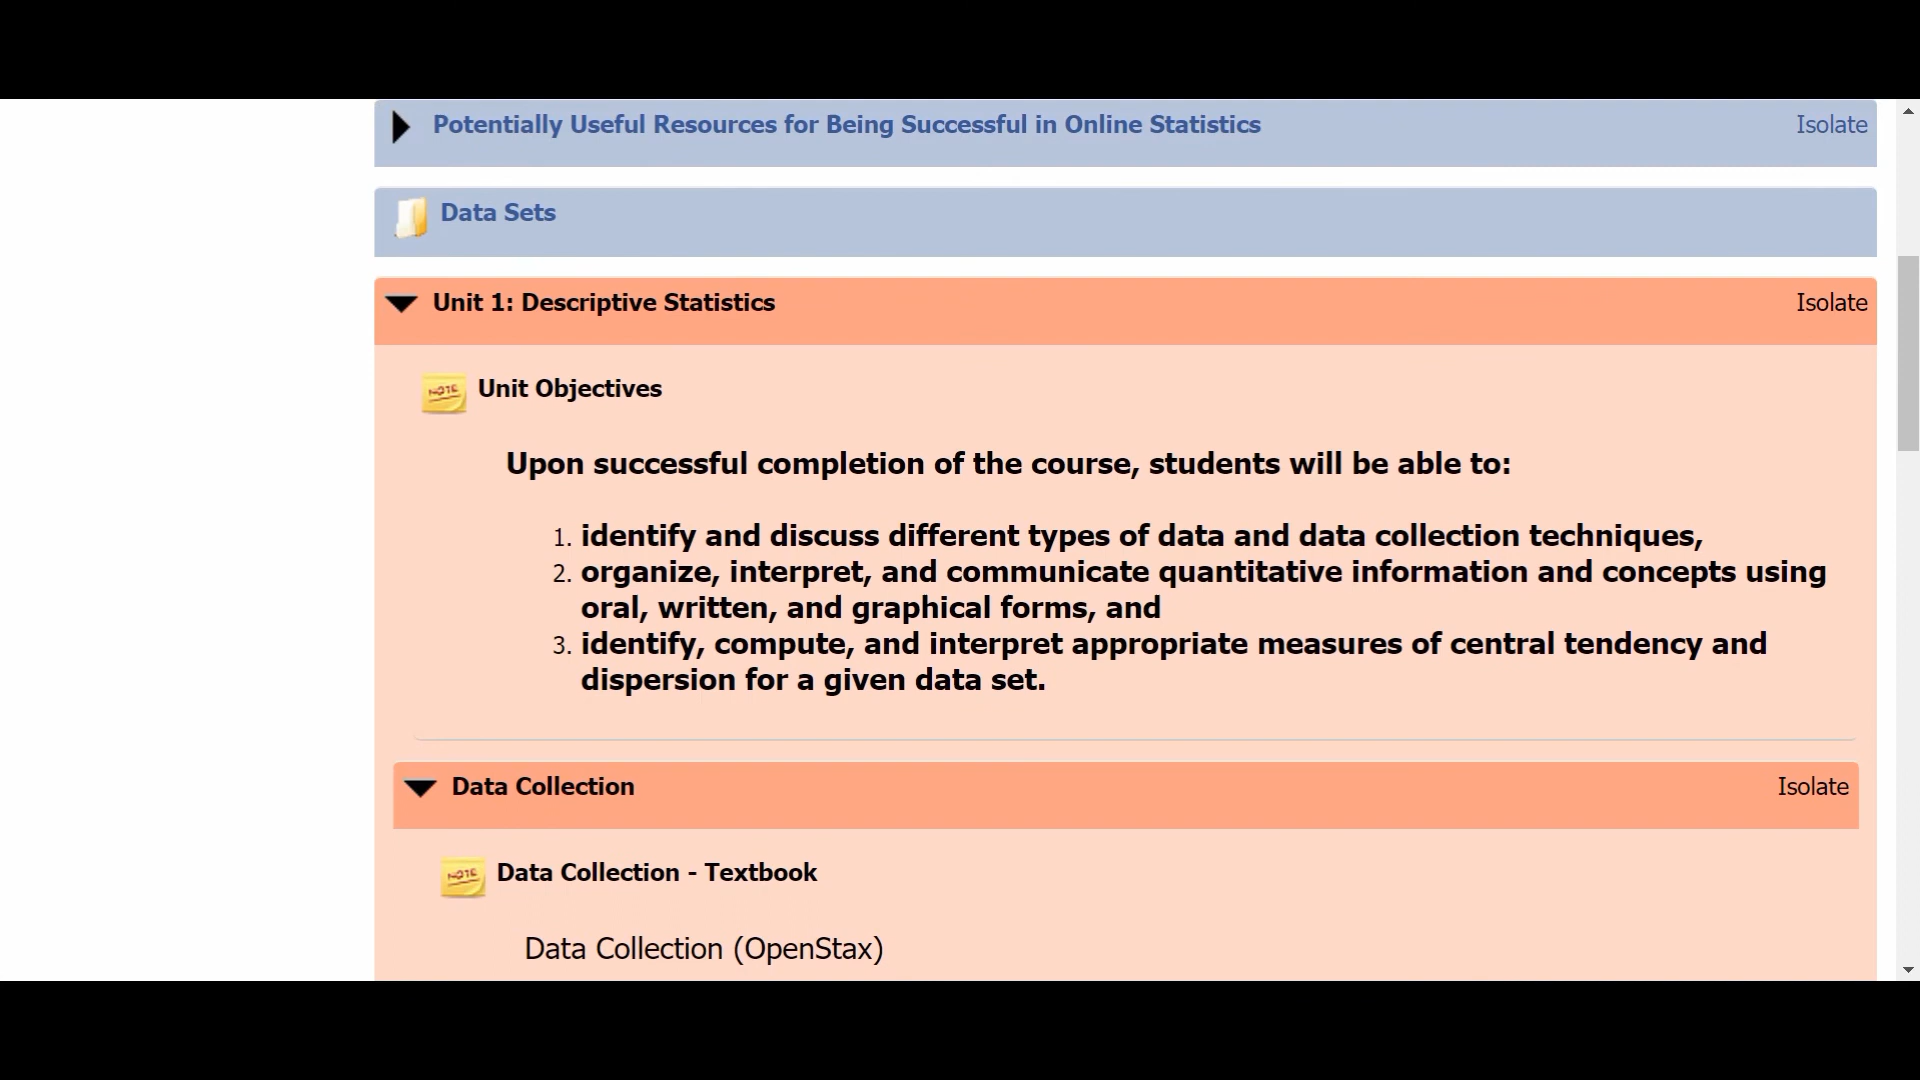 Potentially Useful Resources for Being Successful in Online Statistics
Isolate
Data Sets
Unit 1: Descriptive Statistics
Isolate
NOTE
Unit Objectives
Upon successful completion of the course, students will be able to:
1. identify and discuss different types of data and data collection techniques,
2. organize, interpret, and communicate quantitative information and concepts using
oral, written, and graphical forms, and
3. identify, compute, and interpret appropriate measures of central tendency and
dispersion for a given data set.
Data Collection
Isolate
NOTE
Data Collection - Textbook
Data Collection (OpenStax)